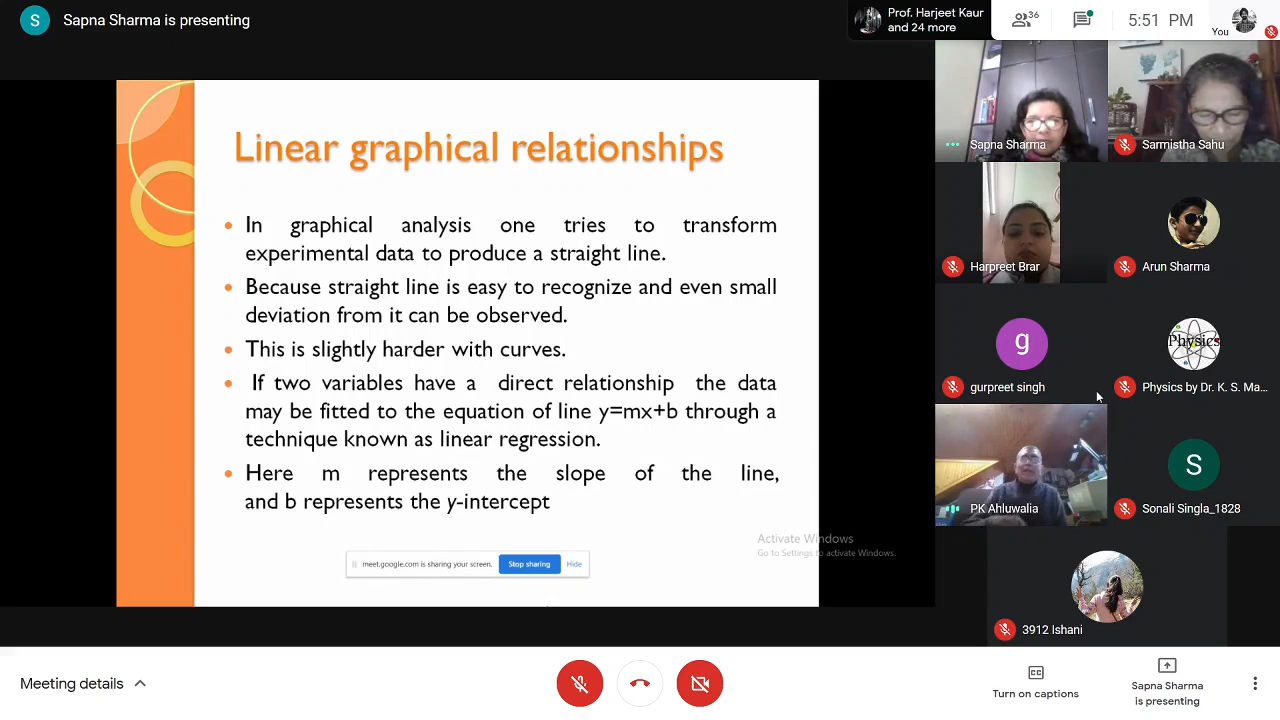 S Sapna Sharma is presenting
Prof. Harjeet Kaur
and 24 more
36
5:51 PM
You
Linear graphical relationships
• In graphical analysis one tries to transform
experimental data to produce a straight line.
• Because straight line is easy to recognize and even small
deviation from it can be observed.
• This is slightly harder with curves.
• If two variables have a direct relationship the data
may be fitted to the equation of line y=mx+b through a
technique known as linear regression.
• Here m represents the slope of the line,
and b represents the y-intercept
Activate Windows
Go to Settings to activate Windows.
meet.google.com is sharing your screen. Stop sharing Hide
Sapna Sharma
Sarmistha Sahu
Harpreet Brar
Arun Sharma
g
gurpreet singh
Physics
Physics by Dr. K. S. Ma...
PK Ahluwalia
S
Sonali Singla_1828
3912 Ishani
Meeting details
CC
Turn on captions
Sapna Sharma
is presenting